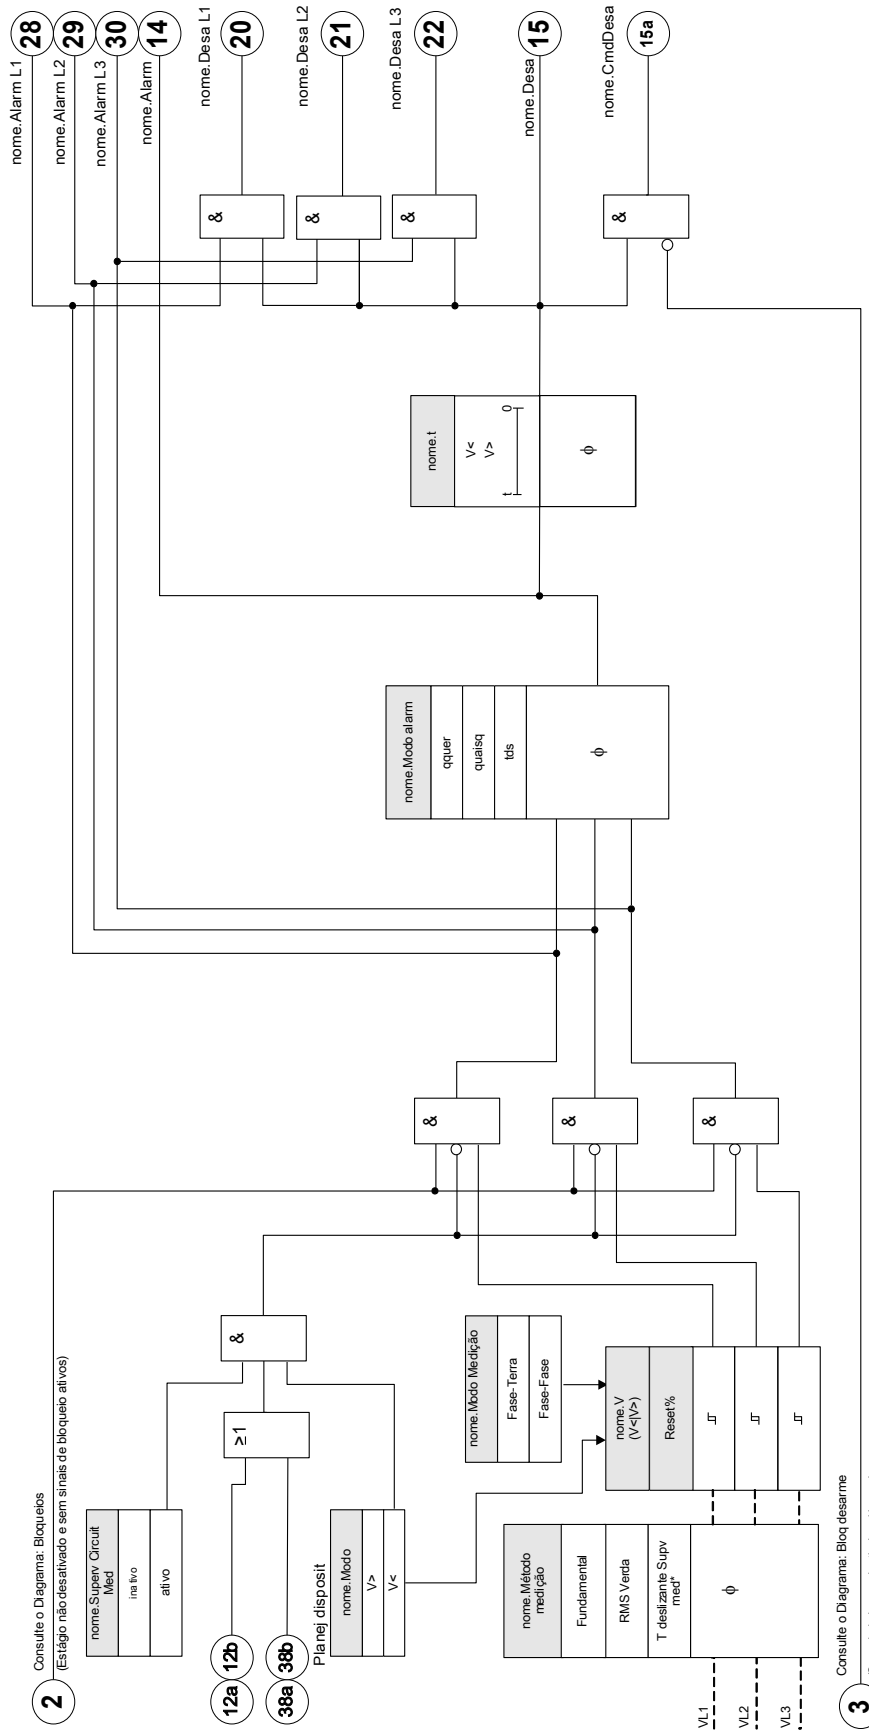 28
nome.Alarm L1
29
nome.Alarm L2
30
nome.Alarm L3
14
nome.Alarm
20
nome.Desa L1
21
nome.Desa L2
22
nome.Desa L3
15
nome.Desa
15a
nome.CmdDesa
&
&
&
&
nome.t
V<
V>
t
0
φ
nome.Modo alarm
qquer
quaisq
tds
φ
&
&
&
2
Consulte o Diagrama: Bloqueios
(Estágio não desativado e sem sinais de bloqueio ativos)
nome.Superv Circuit
Med
inativo
ativo
&
≥1
12a
12b
38a
38b
Planej disposit
nome.Modo
V>
V<
nome.Modo Medição
Fase-Terra
Fase-Fase
nome.V
(V<|V>)
Reset%
nome.Método
medição
Fundamental
RMS Verda
T deslizante Supv
med*
φ
VL1
VL2
VL3
3
Consulte o Diagrama: Bloq desarme